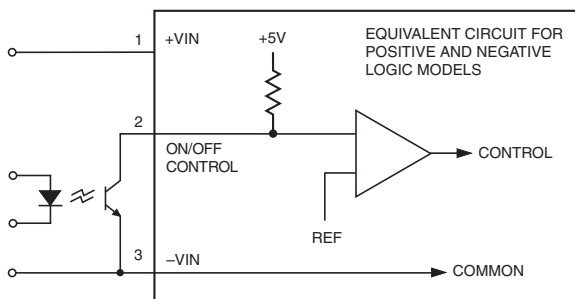 EQUIVALENT CIRCUIT FOR
POSITIVE AND NEGATIVE
LOGIC MODELS
1
+VIN
+5V
2
ON/OFF
CONTROL
CONTROL
REF
3
–VIN
COMMON